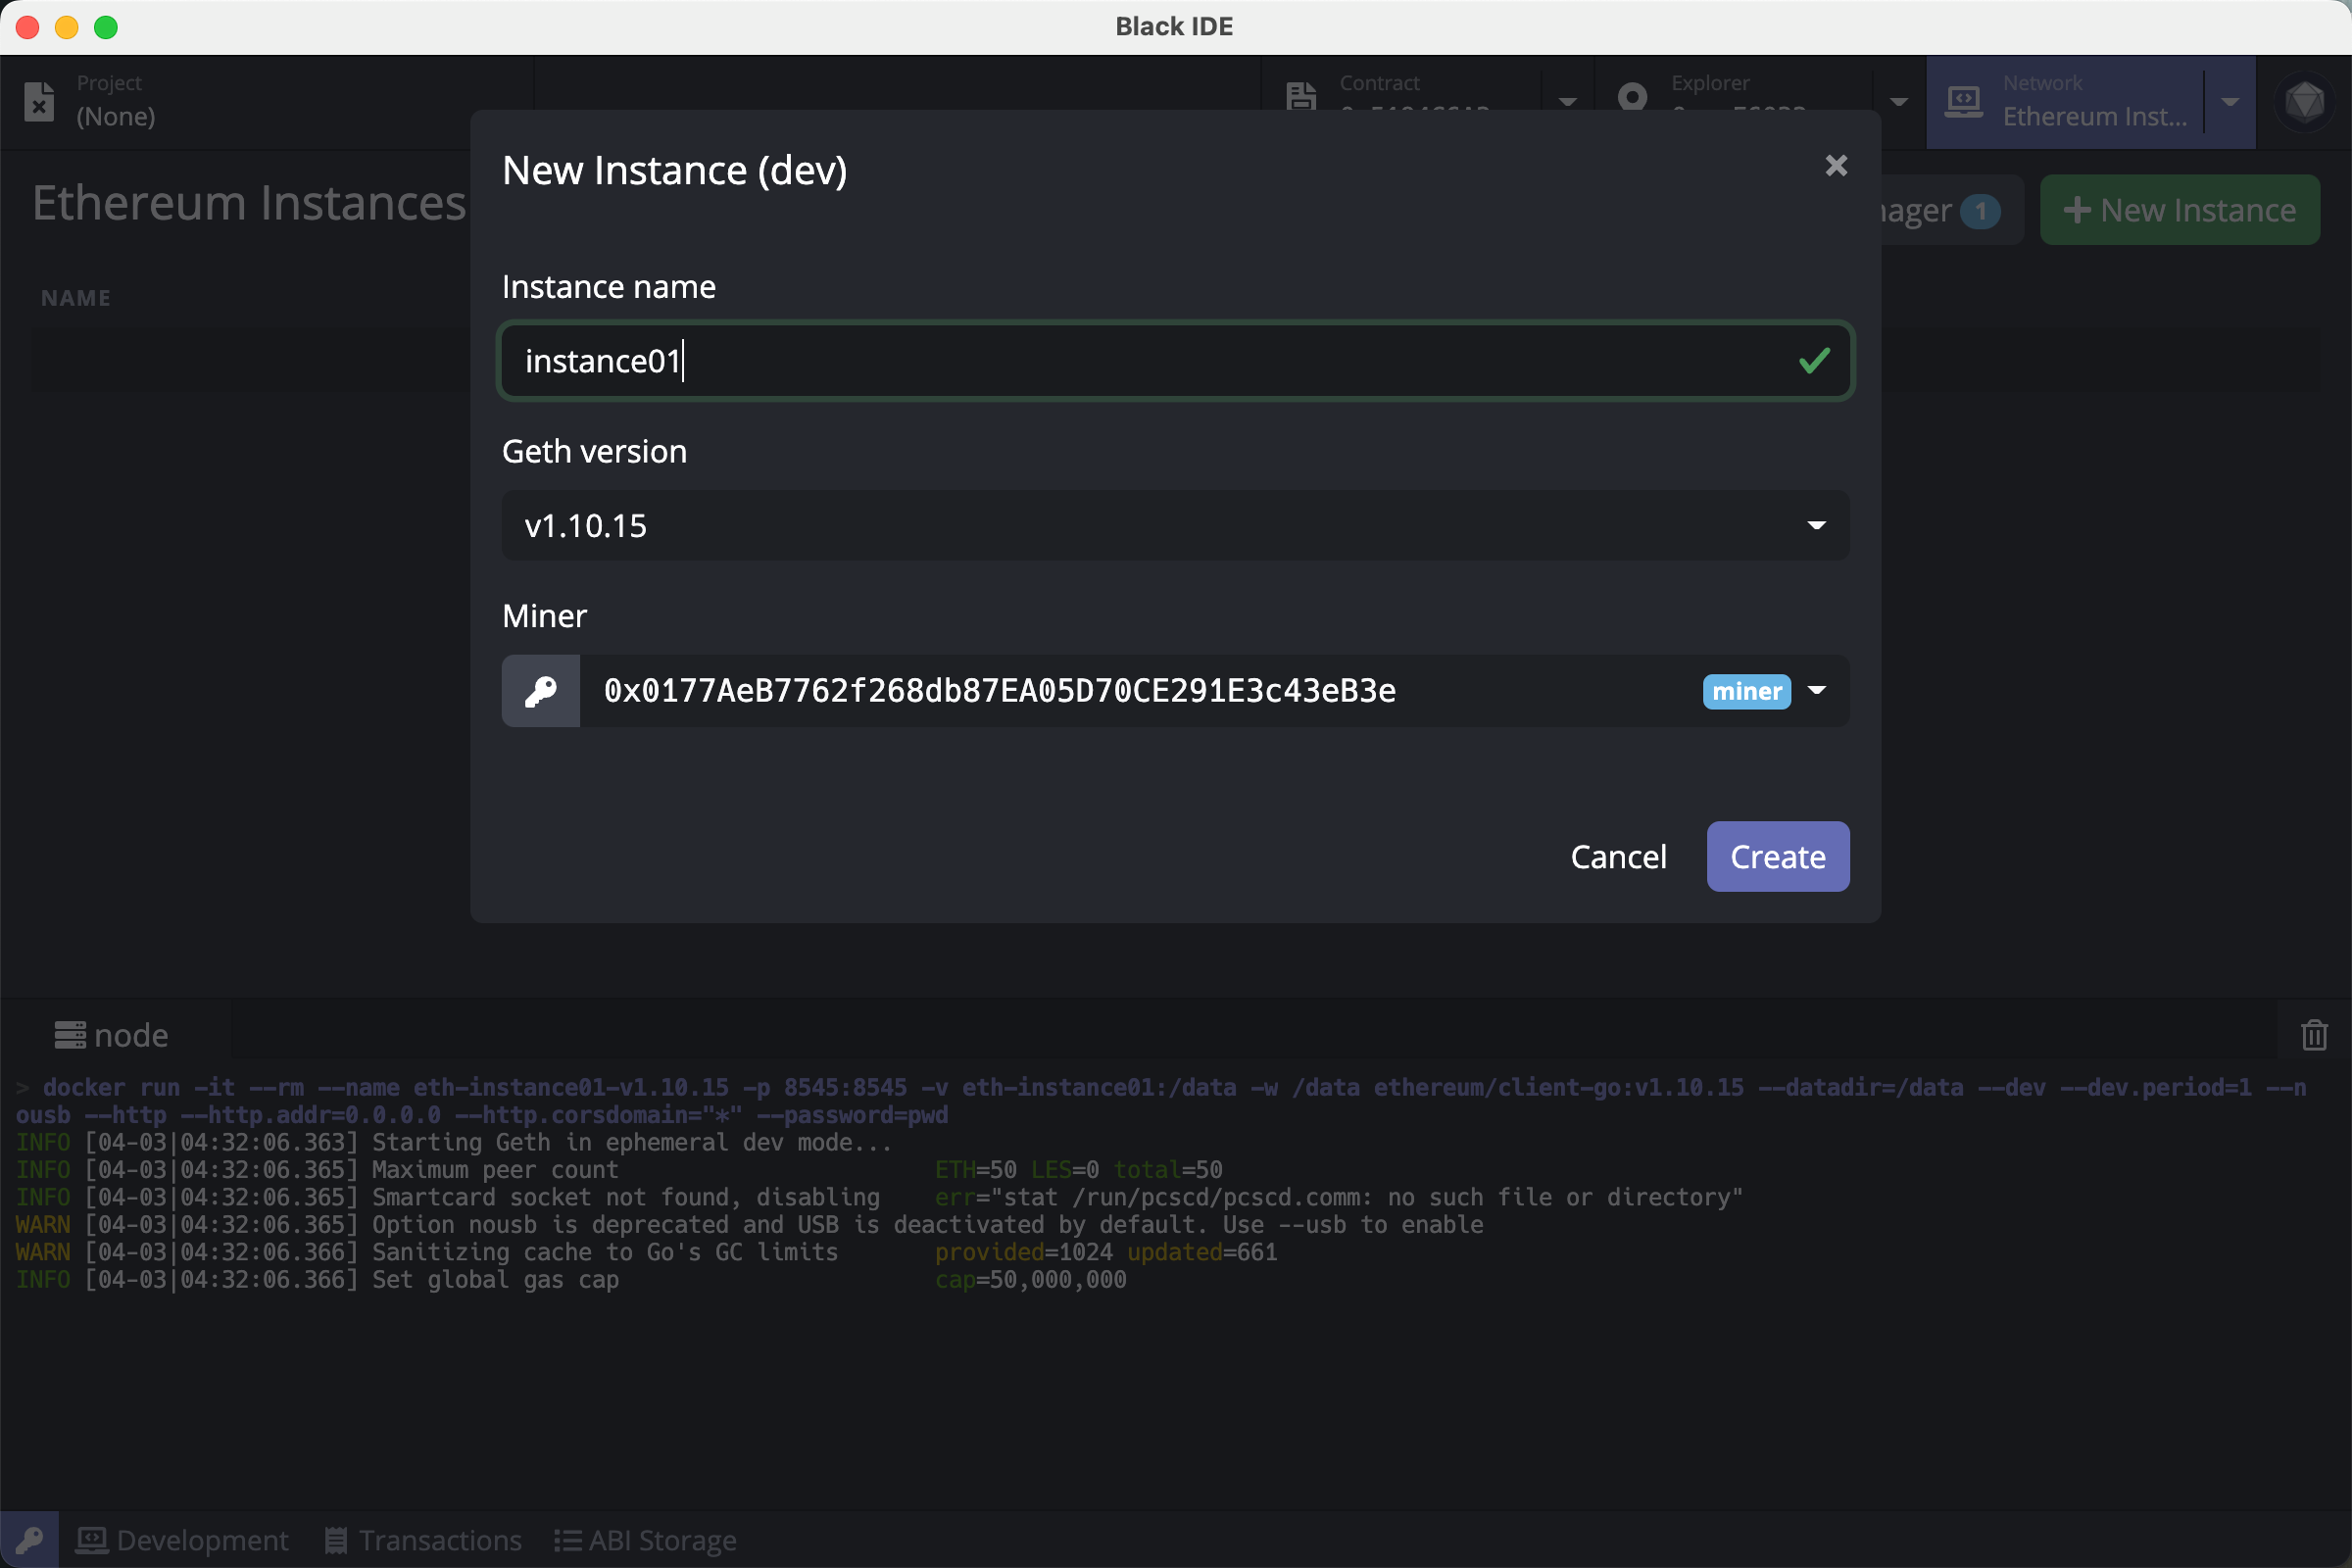 Black IDE
Project
(None)
Contract
Explorer
Network
Ethereum Inst...
Ethereum Instances
1
New Instance
NAME
New Instance (dev)
Instance name
instance01
Geth version
v1.10.15
Miner
0x0177AeB7762f268db87EA05D70CE291E3c43eB3e
miner
Cancel
Create
node
> docker run -it --rm --name eth-instance01-v1.10.15 -p 8545:8545 -v eth-instance01:/data -w /data ethereum/client-go:v1.10.15 --datadir=/data --dev --dev.period=1 --n
ousb --http --http.addr=0.0.0.0 --http.corsdomain="*" --password=pwd
INFO [04-03|04:32:06.363] Starting Geth in ephemeral dev mode...
INFO [04-03|04:32:06.365] Maximum peer count ETH=50 LES=0 total=50
INFO [04-03|04:32:06.365] Smartcard socket not found, disabling err="stat /run/pcscd/pcscd.comm: no such file or directory"
WARN [04-03|04:32:06.365] Option nousb is deprecated and USB is deactivated by default. Use --usb to enable
WARN [04-03|04:32:06.366] Sanitizing cache to Go's GC limits provided=1024 updated=661
INFO [04-03|04:32:06.366] Set global gas cap cap=50,000,000
Development
Transactions
ABI Storage